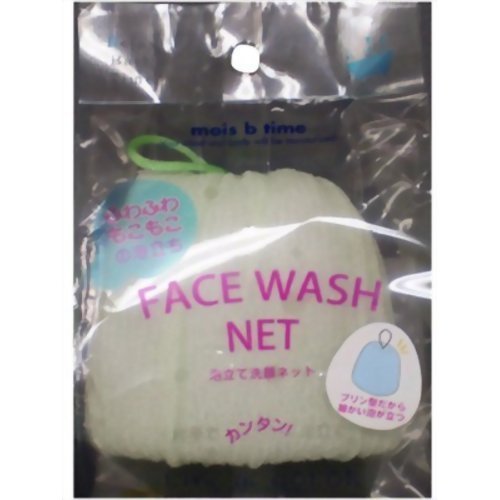 mois b time
ふわふわ
もこもこ
の泡立ち
FACE WASH
NET
泡立て洗顔ネット
プリン型だから
細かい泡が立つ
カンタン!